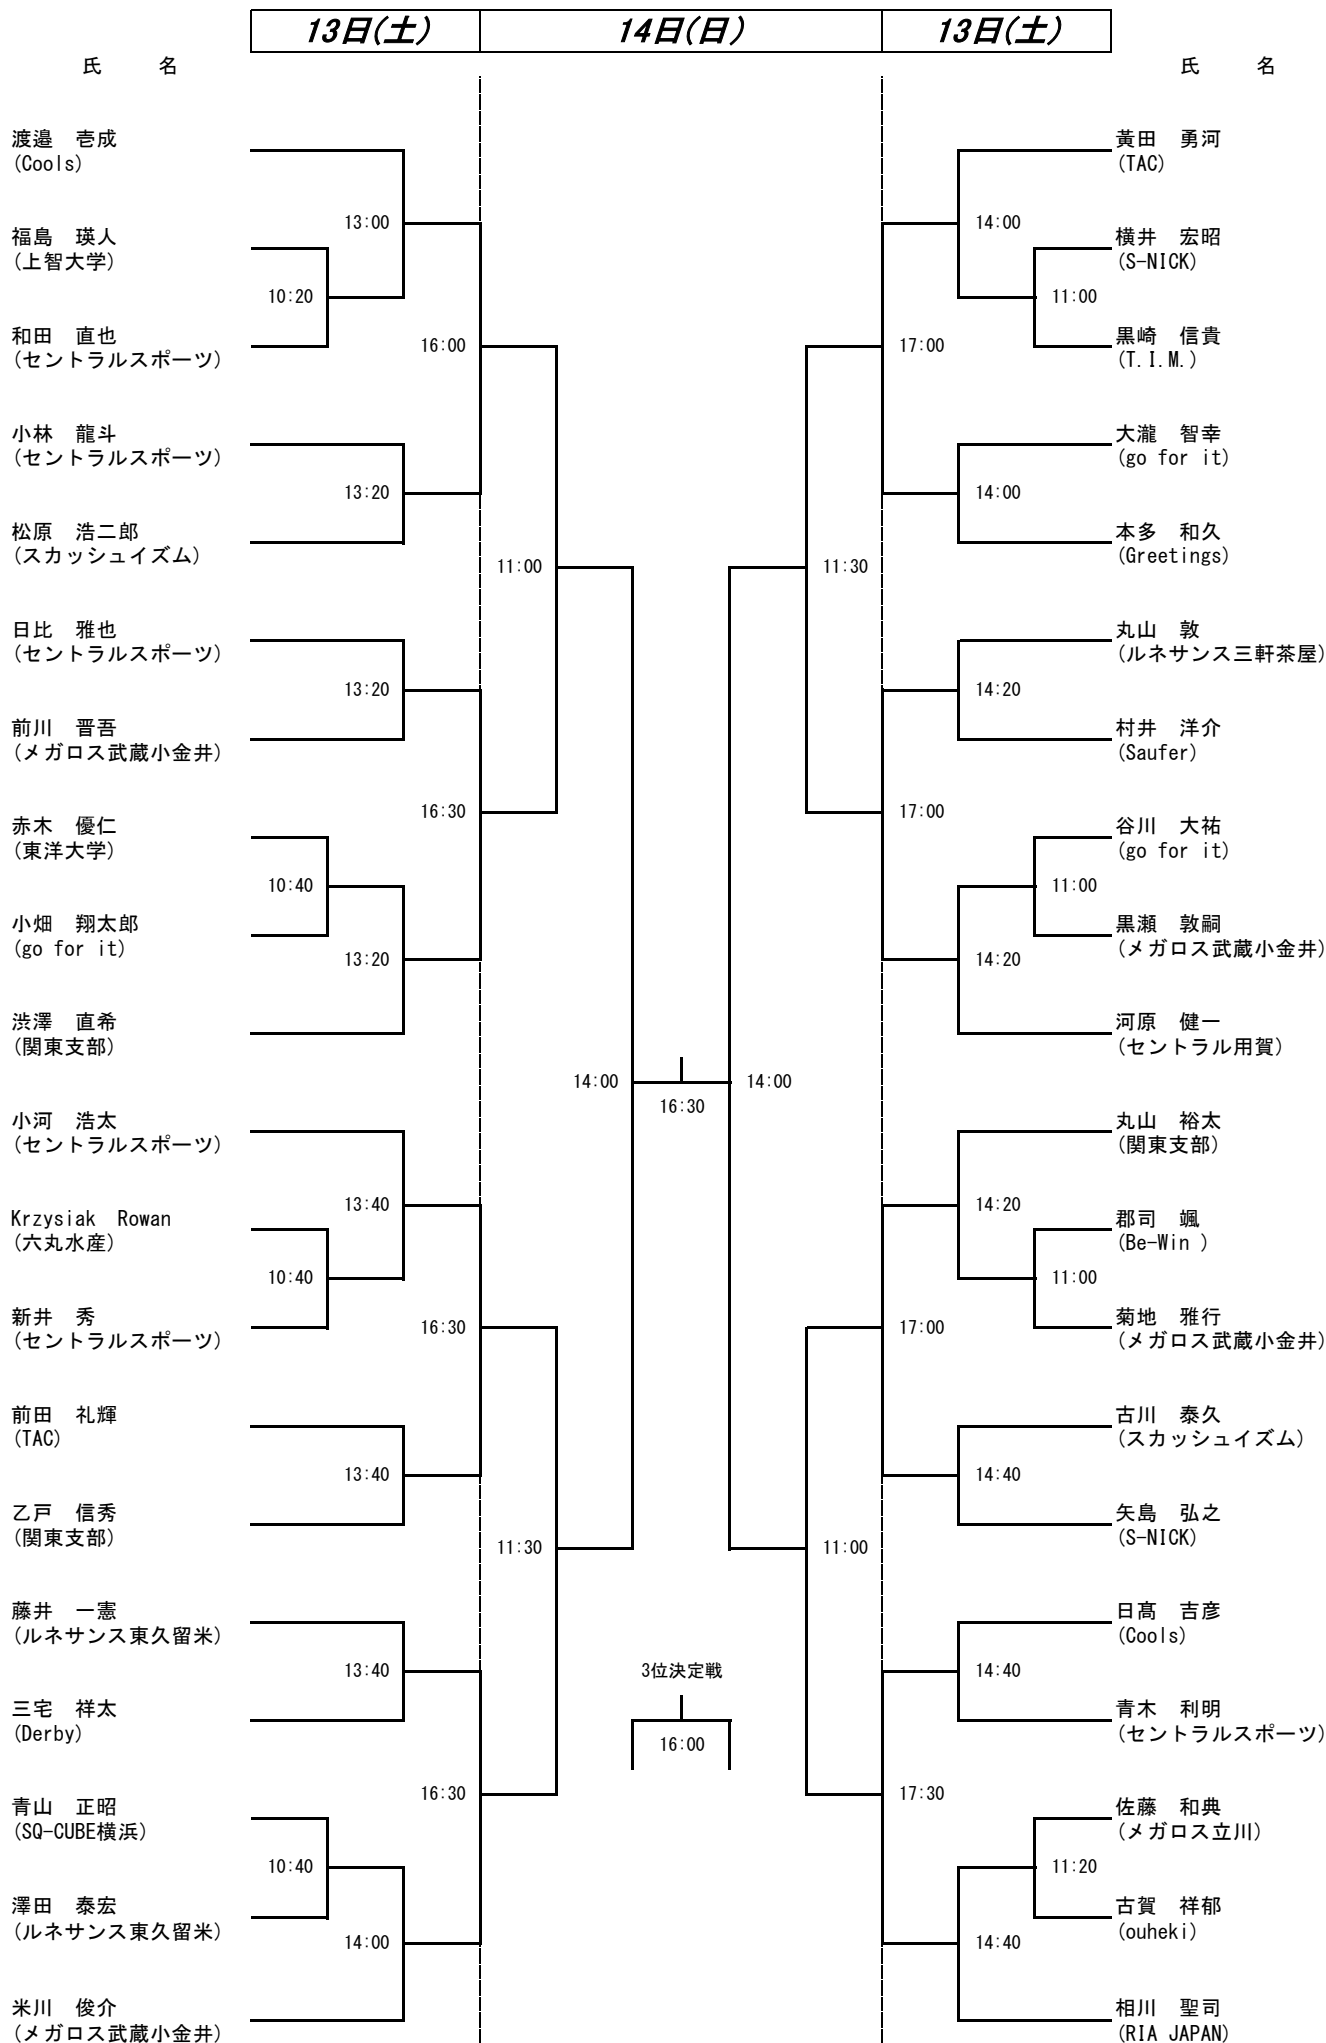 13日(土)
14日(日)
13日(土)
氏　名
氏　名
渡邉　壱成
(Cools)
13:00
福島　瑛人
(上智大学)
10:20
和田　直也
(セントラルスポーツ)
16:00
小林　龍斗
(セントラルスポーツ)
13:20
松原　浩二郎
(スカッシュイズム)
11:00
日比　雅也
(セントラルスポーツ)
13:20
前川　晋吾
(メガロス武蔵小金井)
16:30
赤木　優仁
(東洋大学)
10:40
小畑　翔太郎
(go for it)
13:20
渋澤　直希
(関東支部)
14:00
小河　浩太
(セントラルスポーツ)
13:40
Krzysiak　Rowan
(六丸水産)
10:40
新井　秀
(セントラルスポーツ)
16:30
前田　礼輝
(TAC)
13:40
乙戸　信秀
(関東支部)
11:30
藤井　一憲
(ルネサンス東久留米)
13:40
三宅　祥太
(Derby)
16:30
青山　正昭
(SQ-CUBE横浜)
10:40
澤田　泰宏
(ルネサンス東久留米)
14:00
米川　俊介
(メガロス武蔵小金井)
16:30
3位決定戦
16:00
黃田　勇河
(TAC)
14:00
横井　宏昭
(S-NICK)
11:00
黒崎　信貴
(T.I.M.)
17:00
大瀧　智幸
(go for it)
14:00
本多　和久
(Greetings)
11:30
丸山　敦
(ルネサンス三軒茶屋)
14:20
村井　洋介
(Saufer)
17:00
谷川　大祐
(go for it)
11:00
黒瀬　敦嗣
(メガロス武蔵小金井)
14:20
河原　健一
(セントラル用賀)
14:00
丸山　裕太
(関東支部)
14:20
郡司　颯
(Be-Win )
11:00
菊地　雅行
(メガロス武蔵小金井)
17:00
古川　泰久
(スカッシュイズム)
14:40
矢島　弘之
(S-NICK)
11:00
日髙　吉彦
(Cools)
14:40
青木　利明
(セントラルスポーツ)
17:30
佐藤　和典
(メガロス立川)
11:20
古賀　祥郁
(ouheki)
14:40
相川　聖司
(RIA JAPAN)